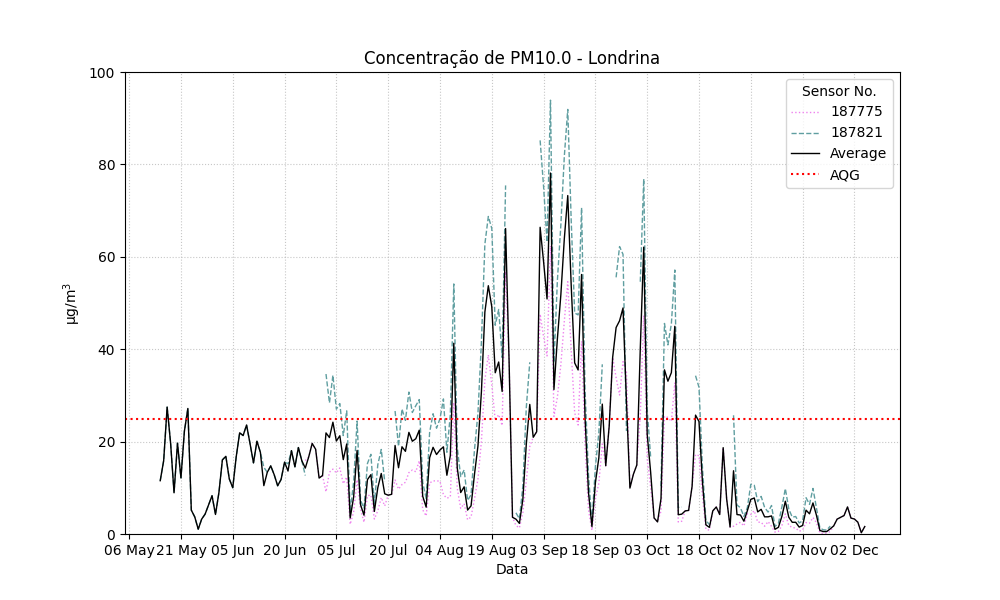 Concentração de PM10.0 - Londrina
Sensor No.
187775
187821
Average
AQG
100
80
60
40
20
0
µg/m³
06 May 21 May 05 Jun 20 Jun 05 Jul 20 Jul 04 Aug 19 Aug 03 Sep 18 Sep 03 Oct 18 Oct 02 Nov 17 Nov 02 Dec
Data